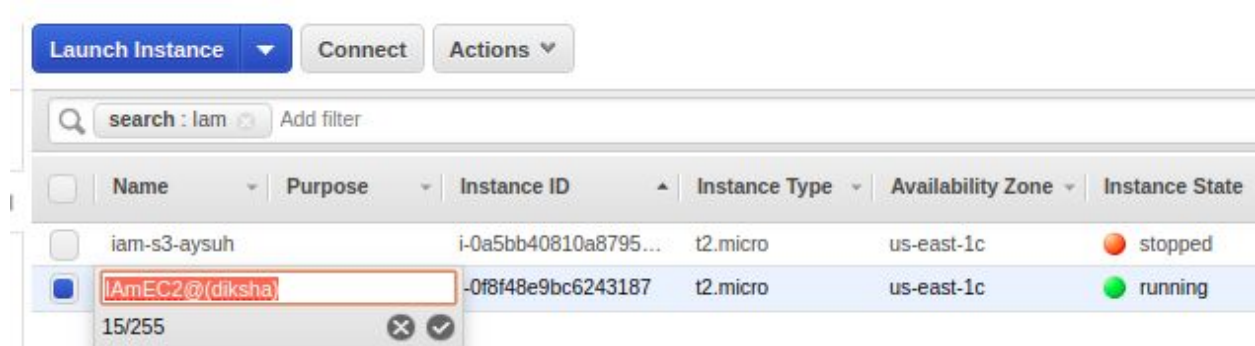 Launch Instance Connect Actions
search : Iam Add filter
Name Purpose Instance ID Instance Type Availability Zone Instance State
iam-s3-aysuh i-0a5bb40810a8795... t2.micro us-east-1c stopped
IAmEC2@(diksha) -0f8f48e9bc6243187 t2.micro us-east-1c running
15/255